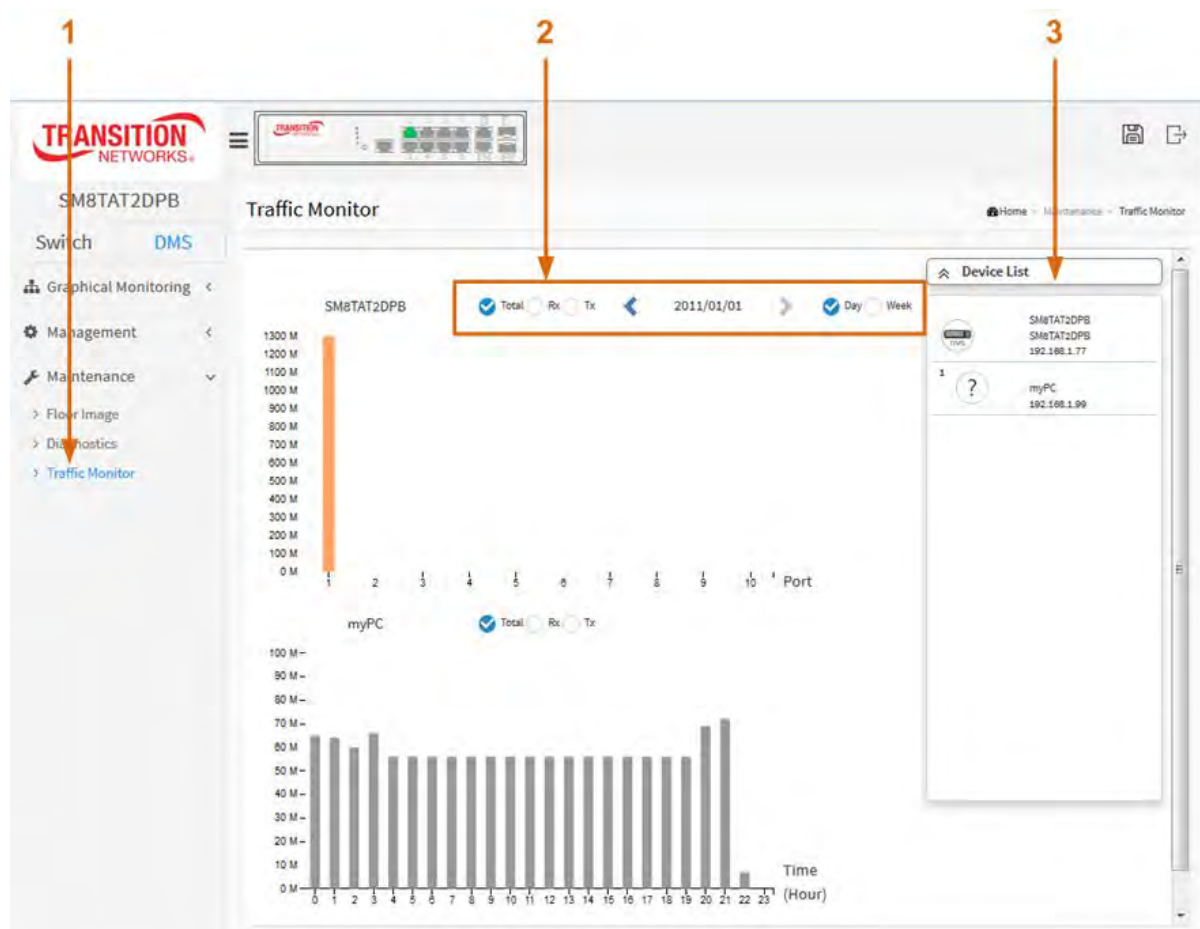 1
2
3
TRANSITION
NETWORKS®
TRANSITION
SM8TAT2DPB
Switch DMS
Graphical Monitoring
Management
Maintenance
Floor Image
Diagnostics
Traffic Monitor
Traffic Monitor
Home - Maintenance - Traffic Monitor
SM8TAT2DPB
Total Rx Tx
2011/01/01
Day Week
1300 M
1200 M
1100 M
1000 M
900 M
800 M
700 M
600 M
500 M
400 M
300 M
200 M
100 M
0 M
1 2 3 4 5 6 7 8 9 10 Port
myPC
Total Rx Tx
100 M
90 M
80 M
70 M
60 M
50 M
40 M
30 M
20 M
10 M
0 M
0 1 2 3 4 5 6 7 8 9 10 11 12 13 14 15 16 17 18 19 20 21 22 23
Time
(Hour)
Device List
DMS
SM8TAT2DPB
SM8TAT2DPB
192.168.1.77
1
?
myPC
192.168.1.99